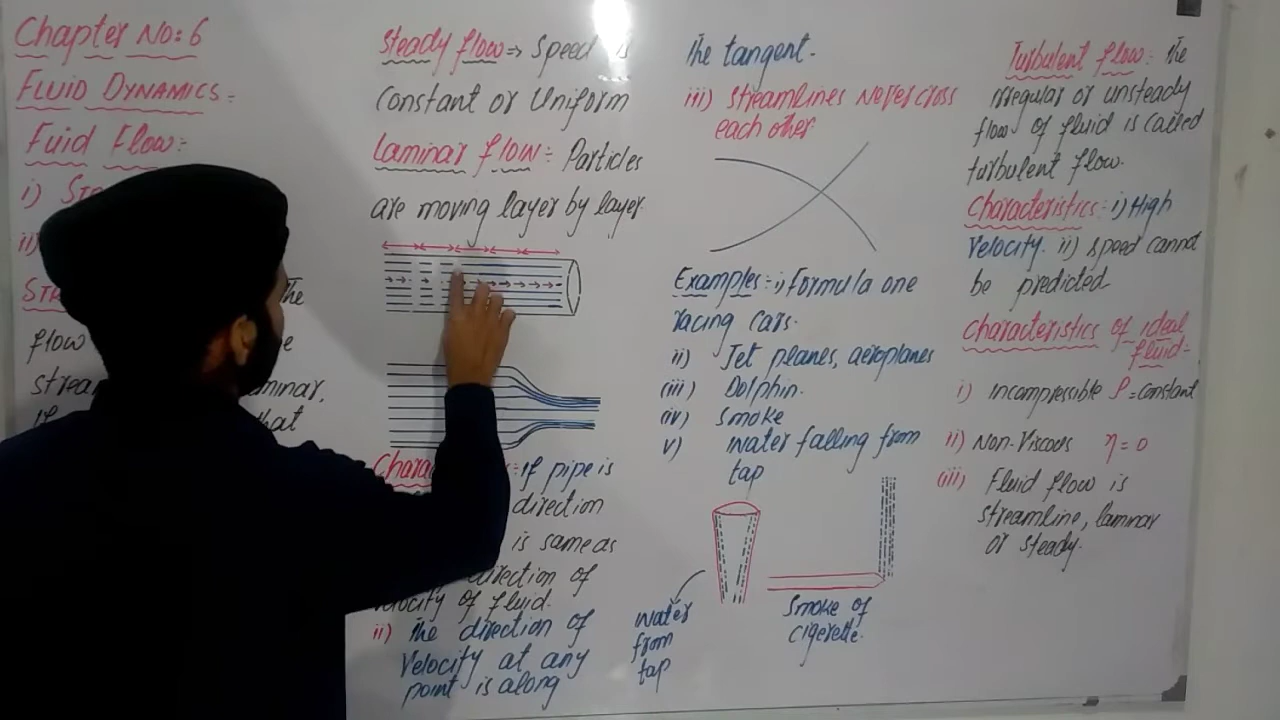 Chapter No: 6
FLUID DYNAMICS:-
Fuid Flow:-
i) St
ii)
Str The
flow e
strea aminar,
If that
Steady flow => Speed is
Constant or Uniform
Laminar flow:- Particles
are moving layer by layer.
Chara :- If pipe is
direction
is same as
direction of
velocity of fluid.
ii) The direction of
Velocity at any
point is along
The tangent.
iii) Streamlines Never cross
each other.
Examples:- i) Formula one
racing cars.
ii) Jet planes, aeroplanes
(iii) Dolphin.
(iv) Smoke
v) Water falling from
tap
water
from
tap
Smoke of
cigerette.
Turbulent flow:- The
irregular or unsteady
flow of fluid is called
turbulent flow.
Characteristics:- i) High
Velocity. ii) Speed cannot
be predicted
Characteristics of ideal
fluid:-
i) Incompressible ρ = constant
ii) Non-Viscous η = 0
(iii) Fluid flow is
streamline, laminar
or steady.